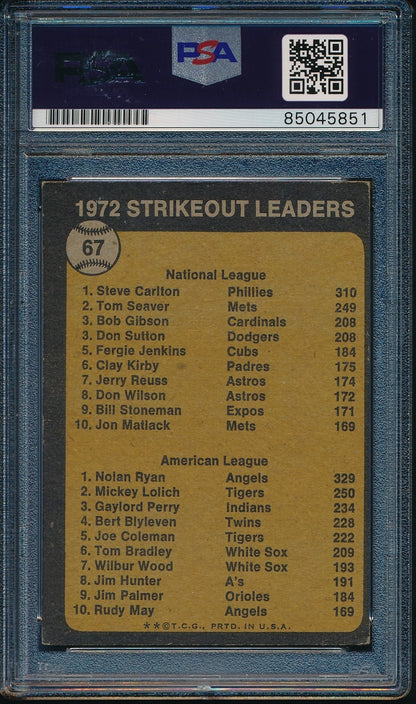 PSA
85045851
1972 STRIKEOUT LEADERS
67
National League
1. Steve Carlton Phillies 310
2. Tom Seaver Mets 249
3. Bob Gibson Cardinals 208
3. Don Sutton Dodgers 208
5. Fergie Jenkins Cubs 184
6. Clay Kirby Padres 175
7. Jerry Reuss Astros 174
8. Don Wilson Astros 172
9. Bill Stoneman Expos 171
10. Jon Matlack Mets 169
American League
1. Nolan Ryan Angels 329
2. Mickey Lolich Tigers 250
3. Gaylord Perry Indians 234
4. Bert Blyleven Twins 228
5. Joe Coleman Tigers 222
6. Tom Bradley White Sox 209
7. Wilbur Wood White Sox 193
8. Jim Hunter A's 191
9. Jim Palmer Orioles 184
10. Rudy May Angels 169
**©T.C.G., PRTD. IN U.S.A.